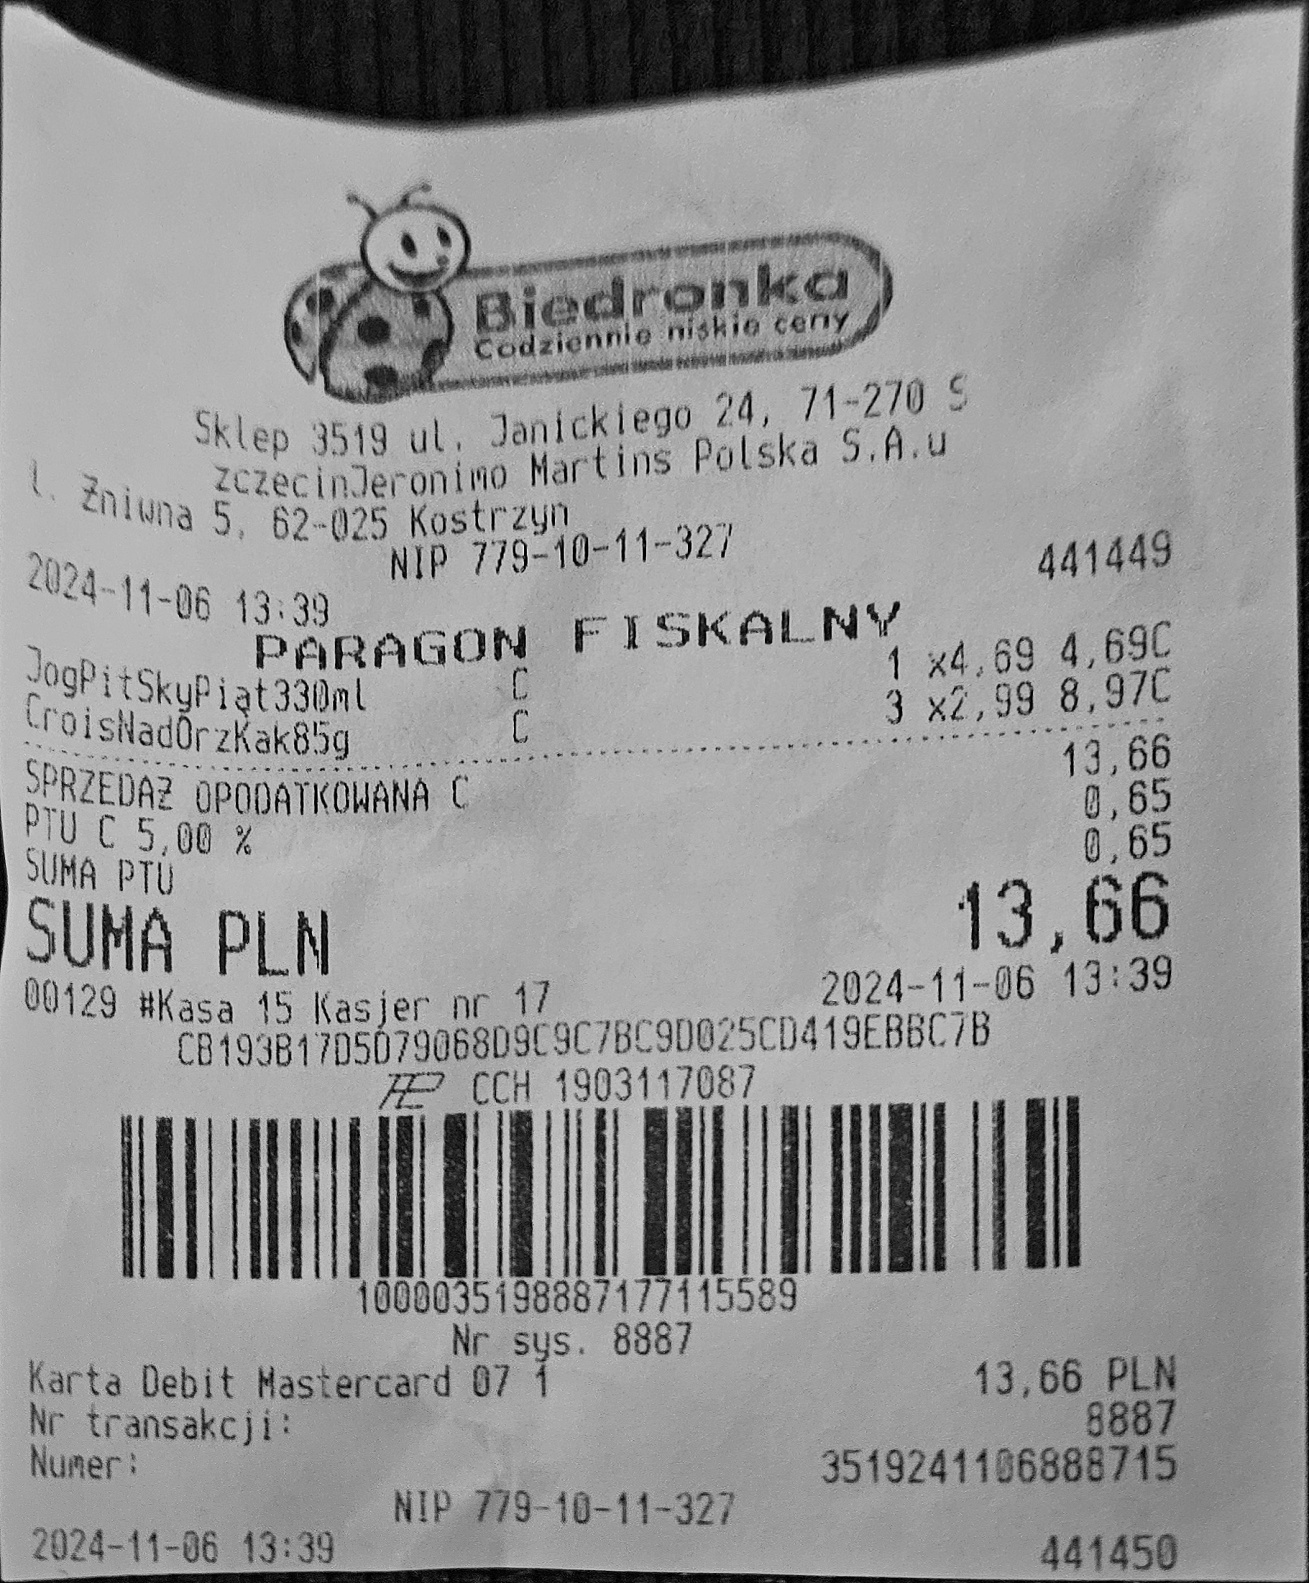 Biedronka
Codziennie niskie ceny
Sklep 3519 ul. Janickiego 24, 71-270 S
zczecinJeronimo Martins Polska S.A.u
l. Żniwna 5, 62-025 Kostrzyn
NIP 779-10-11-327
2024-11-06 13:39 441449
PARAGON FISKALNY
JogPitSkyPiąt330ml C 1 x4,69 4,69C
CroisNadOrzKak85g C 3 x2,99 8,97C
SPRZEDAŻ OPODATKOWANA C 13,66
PTU C 5,00 % 0,65
SUMA PTU 0,65
SUMA PLN 13,66
00129 #Kasa 15 Kasjer nr 17 2024-11-06 13:39
CB193B17D5D79068D9C9C7BC9D025CD419EBBC7B
CCH 1903117087
1000035198887177115589
Nr sys. 8887
Karta Debit Mastercard 07 1 13,66 PLN
Nr transakcji: 8887
Numer: 3519241106888715
NIP 779-10-11-327
2024-11-06 13:39 441450